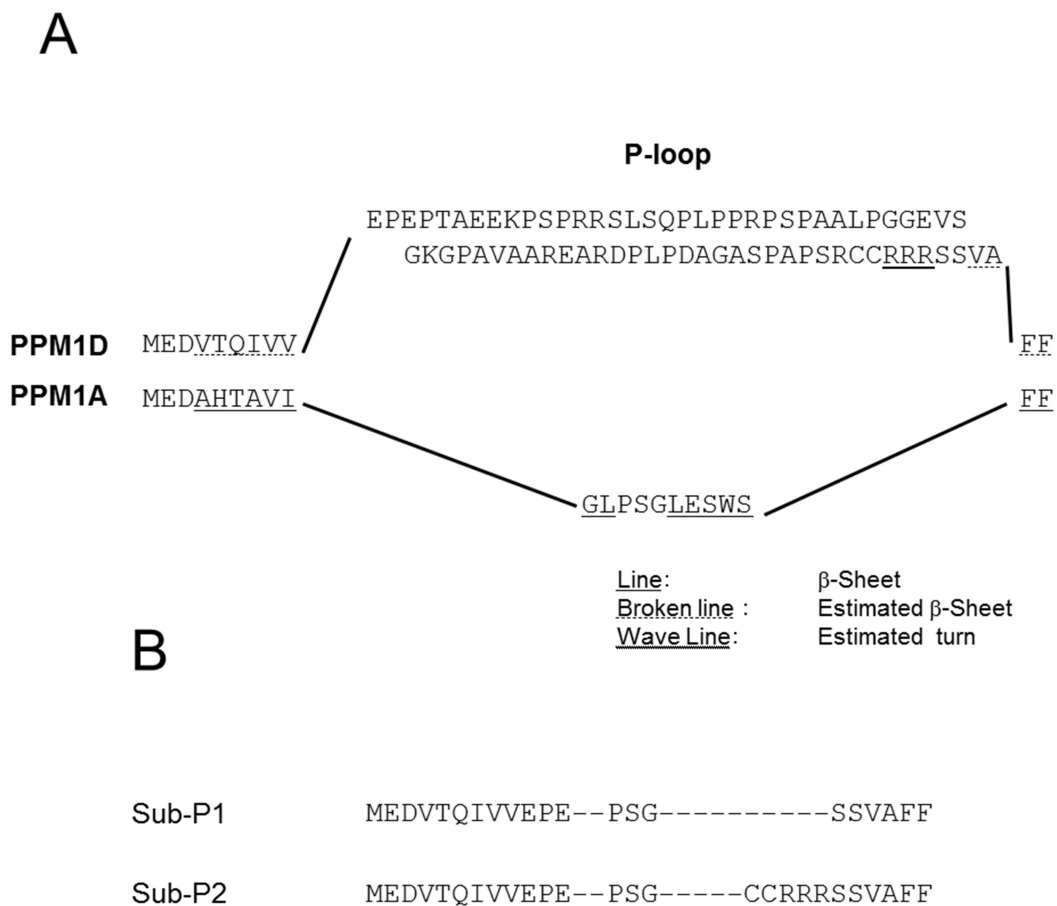 A
P-loop
EPEPTAEEKPSPRRSLSQPLPPRPSPAALPGGEVS
GKGPAVAAREARDPLPDAGASPAPSRCCRRRSSVA
PPM1D MEDVTQIVV FF
PPM1A MEDAHTAVI FF
GLPSGLESWS
Line: β-Sheet
Broken line : Estimated β-Sheet
Wave Line: Estimated turn
B
Sub-P1 MEDVTQIVVEPE--PSG----------SSVAFF
Sub-P2 MEDVTQIVVEPE--PSG-----CCRRRSSVAFF